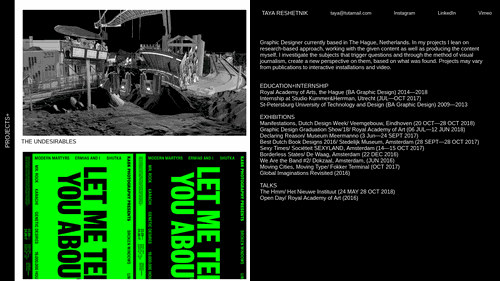 PROJECTS+
THE UNDESIRABLES
MODERN MARTYRS
ERMIAS AND I
SHUTKA
MODERN MARTYRS
ERMIAS AND I
SHUTKA
LET ME TE
YOU ABOU
LET ME TE
YOU ABOU
TAYA RESHETNIK
taya@tutamail.com
Instagram
LinkedIn
Vimeo
Graphic Designer currently based in The Hague, Netherlands. In my projects I lean on
research-based approach, working with the given content as well as producing the content
myself. I investigate the subjects that trigger questions and through the method of visual
journalism, create a new perspective on them, based on what was found. Projects may vary
from publications to interactive installations and video.
EDUCATION+INTERNSHIP
Royal Academy of Arts, the Hague (BA Graphic Design) 2014—2018
Internship at Studio Kummer&Herrman, Utrecht (JUL—OCT 2017)
St-Petersburg University of Technology and Design (BA Graphic Design) 2009—2013
EXHIBITIONS
Manifestations, Dutch Design Week/ Veemgebouw, Eindhoven (20 OCT—28 OCT 2018)
Graphic Design Graduation Show'18/ Royal Academy of Art (06 JUL—12 JUN 2018)
Declaring Reason/ Museum Meermanno (3 Jun—24 SEPT 2017)
Best Dutch Book Designs 2016/ Stedelijk Museum, Amsterdam (28 SEPT—28 OCT 2017)
Sexy Times/ Societeit SEXYLAND, Amsterdam (14—15 OCT 2017)
Borderless States/ De Waag, Amsterdam (22 DEC 2016)
We Are the Band #2/ Dokzaal, Amsterdam, (JUN 2016)
Moving Cities, Moving Type/ Fokker Terminal (OCT 2017)
Global Imaginations Revisited (2016)
TALKS
The Hmm/ Het Nieuwe Instituut (24 MAY 28 OCT 2018)
Open Day/ Royal Academy of Art (2016)